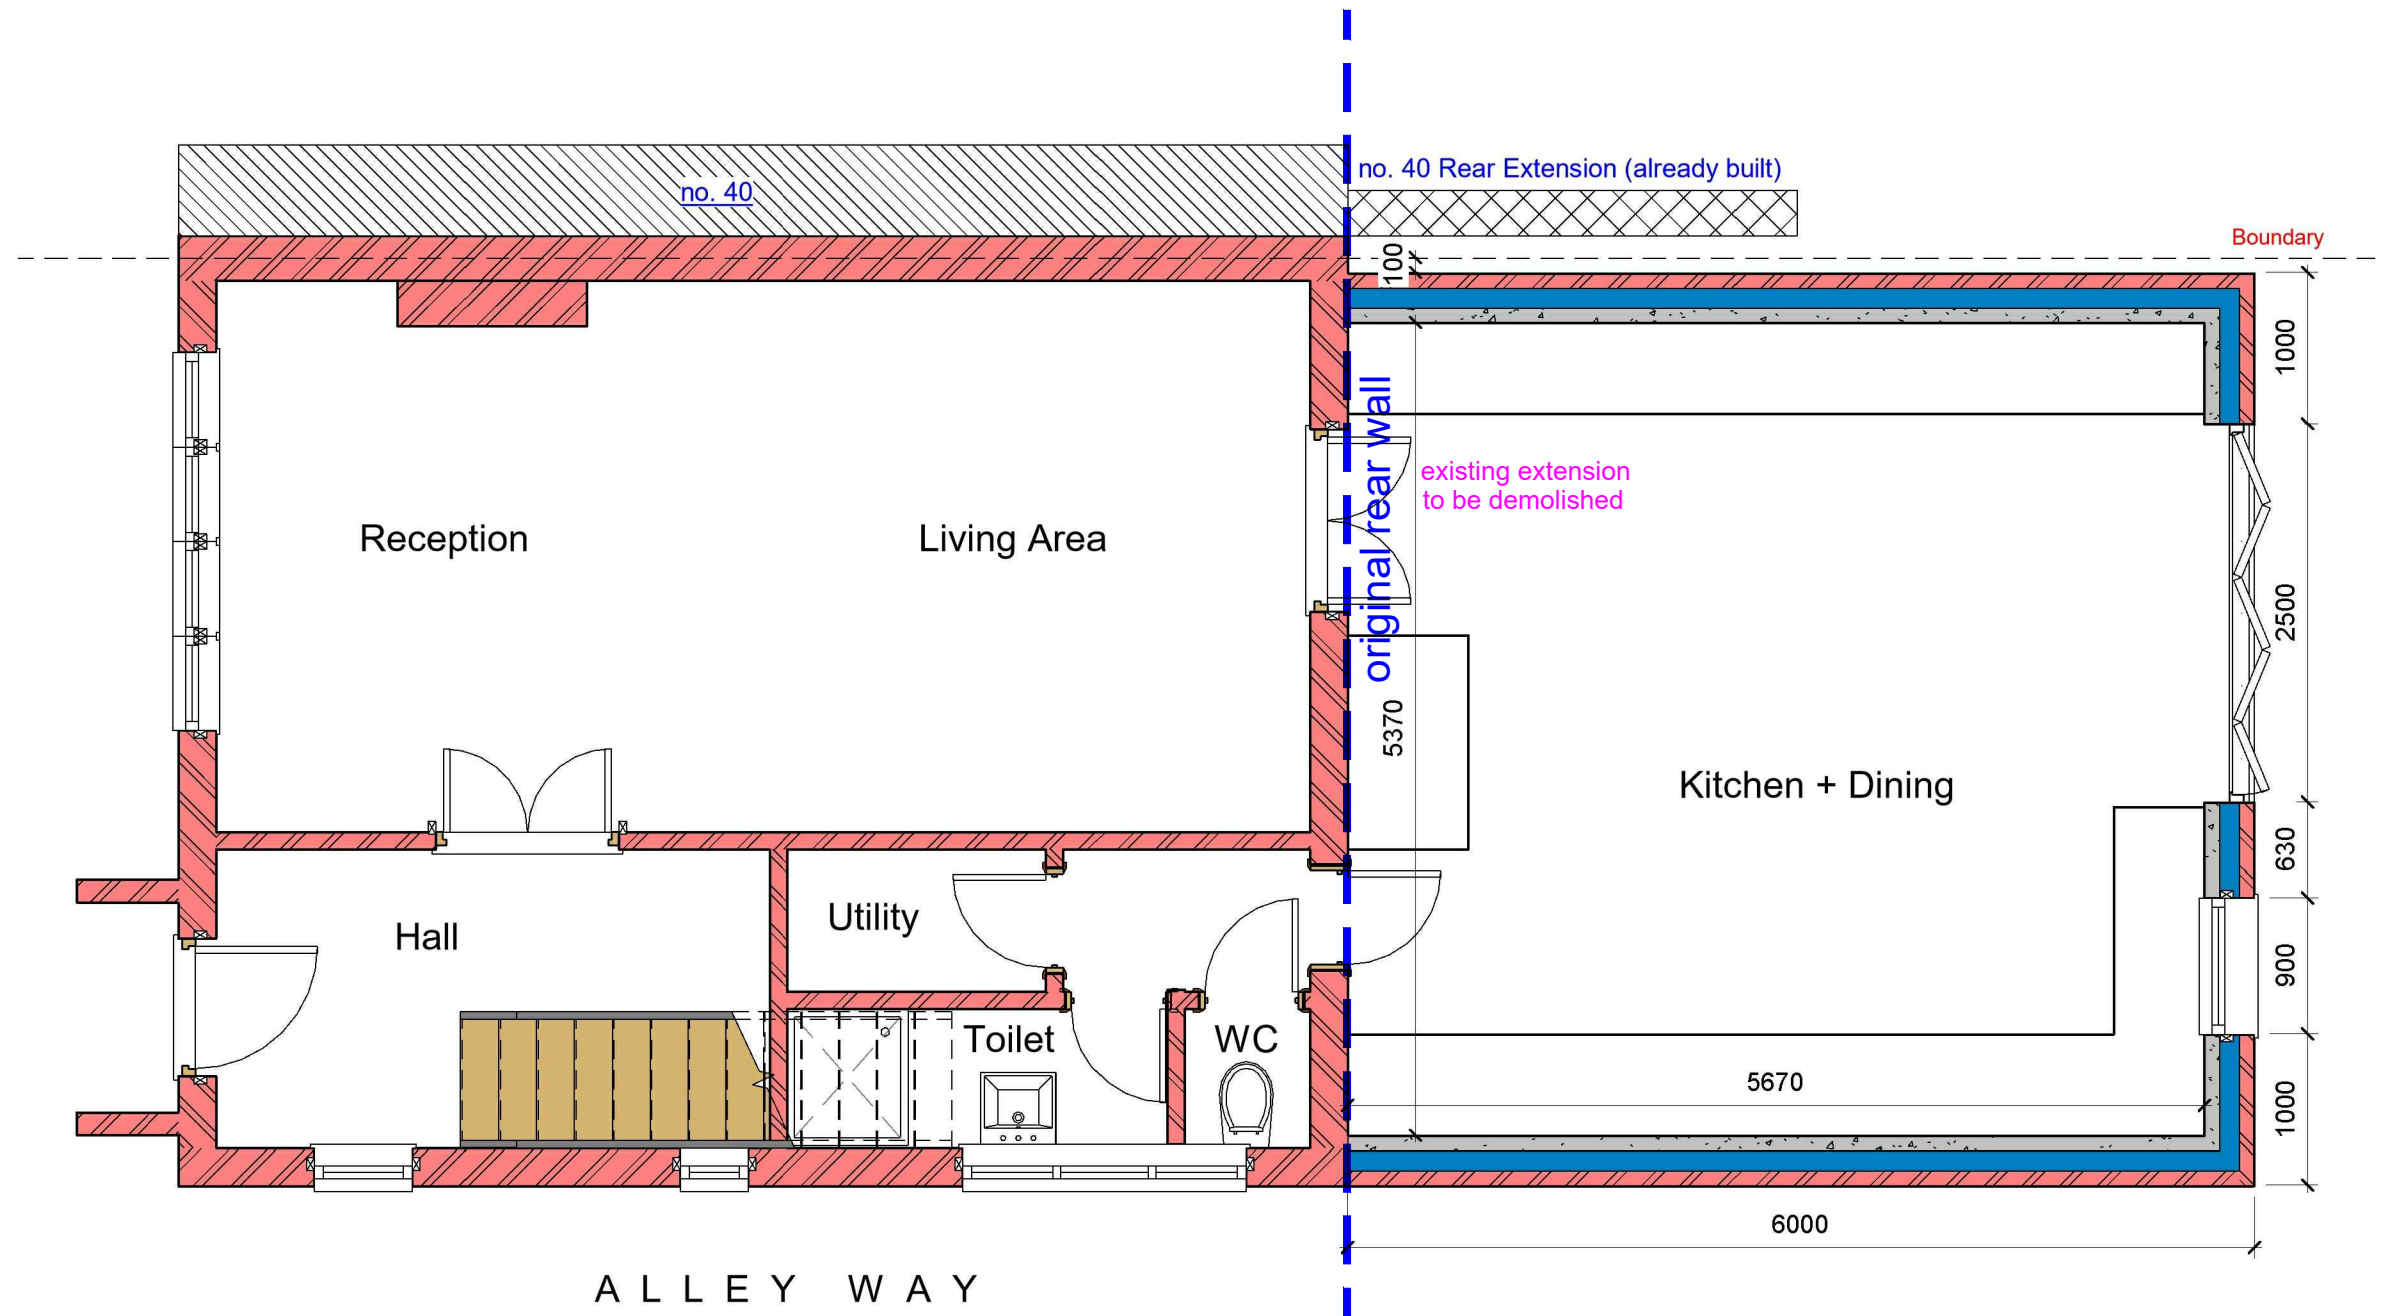 no. 40 Rear Extension (already built)
no. 40
Boundary
100
1000
original rear wall
existing extension
to be demolished
Reception
Living Area
2500
5370
Kitchen + Dining
630
Utility
Hall
900
Toilet
WC
5670
1000
6000
ALLEY WAY